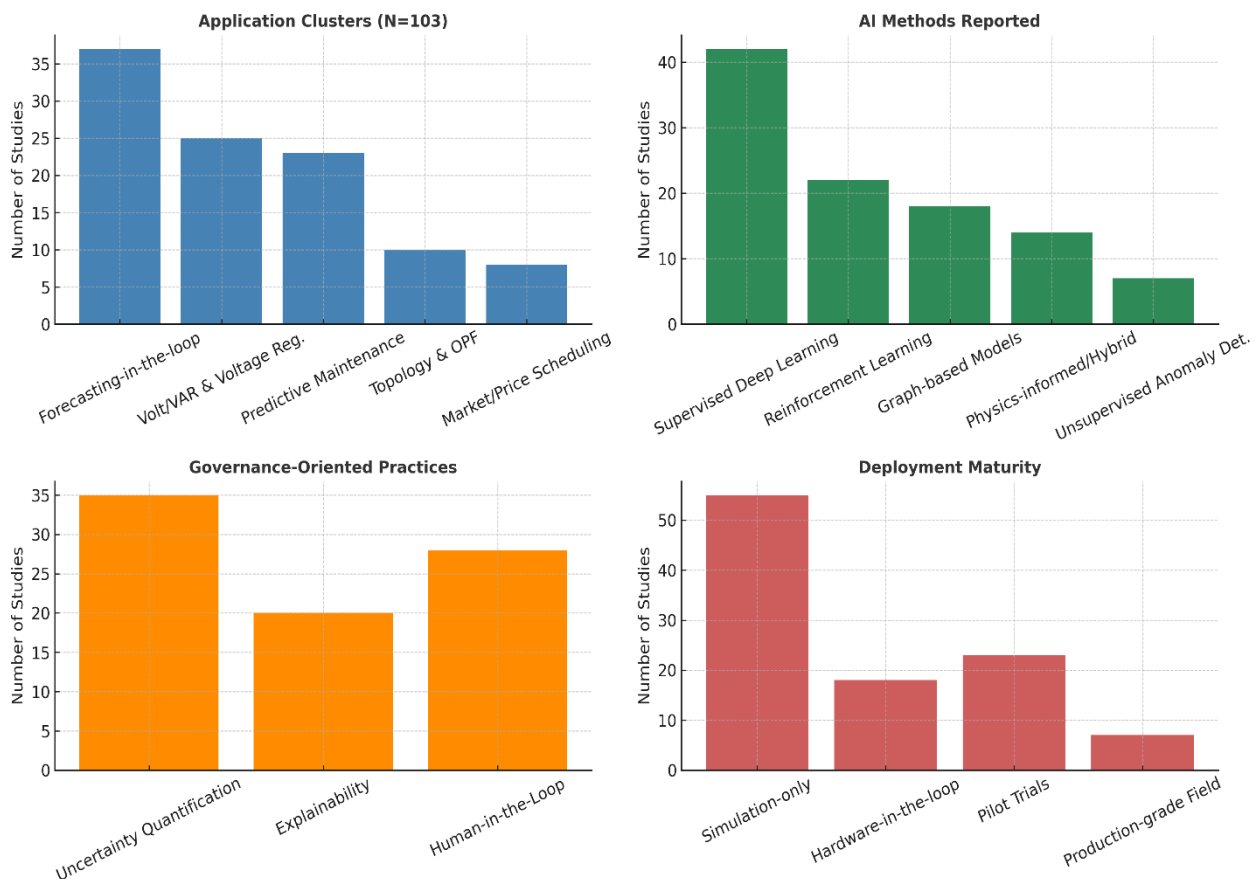 Application Clusters (N=103)
Number of Studies
35
30
25
20
15
10
5
0
Forecasting-in-the-loop
Volt/VAR & Voltage Reg.
Predictive Maintenance
Topology & OPF
Market/Price Scheduling
AI Methods Reported
Number of Studies
40
30
20
10
0
Supervised Deep Learning
Reinforcement Learning
Graph-based Models
Physics-informed/Hybrid
Unsupervised Anomaly Det.
Governance-Oriented Practices
Number of Studies
35
30
25
20
15
10
5
0
Uncertainty Quantification
Explainability
Human-in-the-Loop
Deployment Maturity
Number of Studies
50
40
30
20
10
0
Simulation-only
Hardware-in-the-loop
Pilot Trials
Production-grade Field